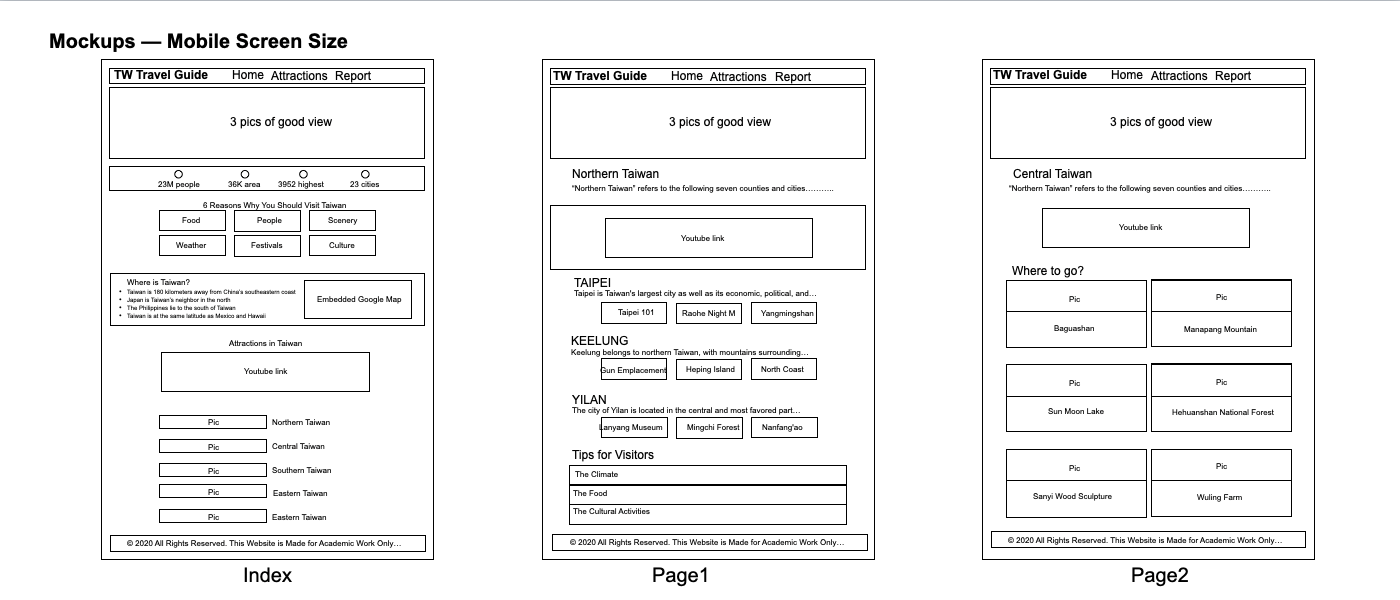 Mockups — Mobile Screen Size
TW Travel Guide Home Attractions Report
3 pics of good view
23M people 36K area 3952 highest 23 cities
6 Reasons Why You Should Visit Taiwan
Food People Scenery
Weather Festivals Culture
Where is Taiwan?
• Taiwan is 180 kilometers away from China's southeastern coast
• Japan is Taiwan's neighbor in the north
• The Philippines lie to the south of Taiwan
• Taiwan is at the same latitude as Mexico and Hawaii
Embedded Google Map
Attractions in Taiwan
Youtube link
Pic Northern Taiwan
Pic Central Taiwan
Pic Southern Taiwan
Pic Eastern Taiwan
Pic Eastern Taiwan
© 2020 All Rights Reserved. This Website is Made for Academic Work Only…
Index
TW Travel Guide Home Attractions Report
3 pics of good view
Northern Taiwan
“Northern Taiwan” refers to the following seven counties and cities………..
Youtube link
TAIPEI
Taipei is Taiwan's largest city as well as its economic, political, and…
Taipei 101 Raohe Night M Yangmingshan
KEELUNG
Keelung belongs to northern Taiwan, with mountains surrounding…
Gun Emplacement Heping Island North Coast
YILAN
The city of Yilan is located in the central and most favored part…
Lanyang Museum Mingchi Forest Nanfang'ao
Tips for Visitors
The Climate
The Food
The Cultural Activities
© 2020 All Rights Reserved. This Website is Made for Academic Work Only…
Page1
TW Travel Guide Home Attractions Report
3 pics of good view
Central Taiwan
“Northern Taiwan” refers to the following seven counties and cities………..
Youtube link
Where to go?
Pic Pic
Baguashan Manapang Mountain
Pic Pic
Sun Moon Lake Hehuanshan National Forest
Pic Pic
Sanyi Wood Sculpture Wuling Farm
© 2020 All Rights Reserved. This Website is Made for Academic Work Only…
Page2